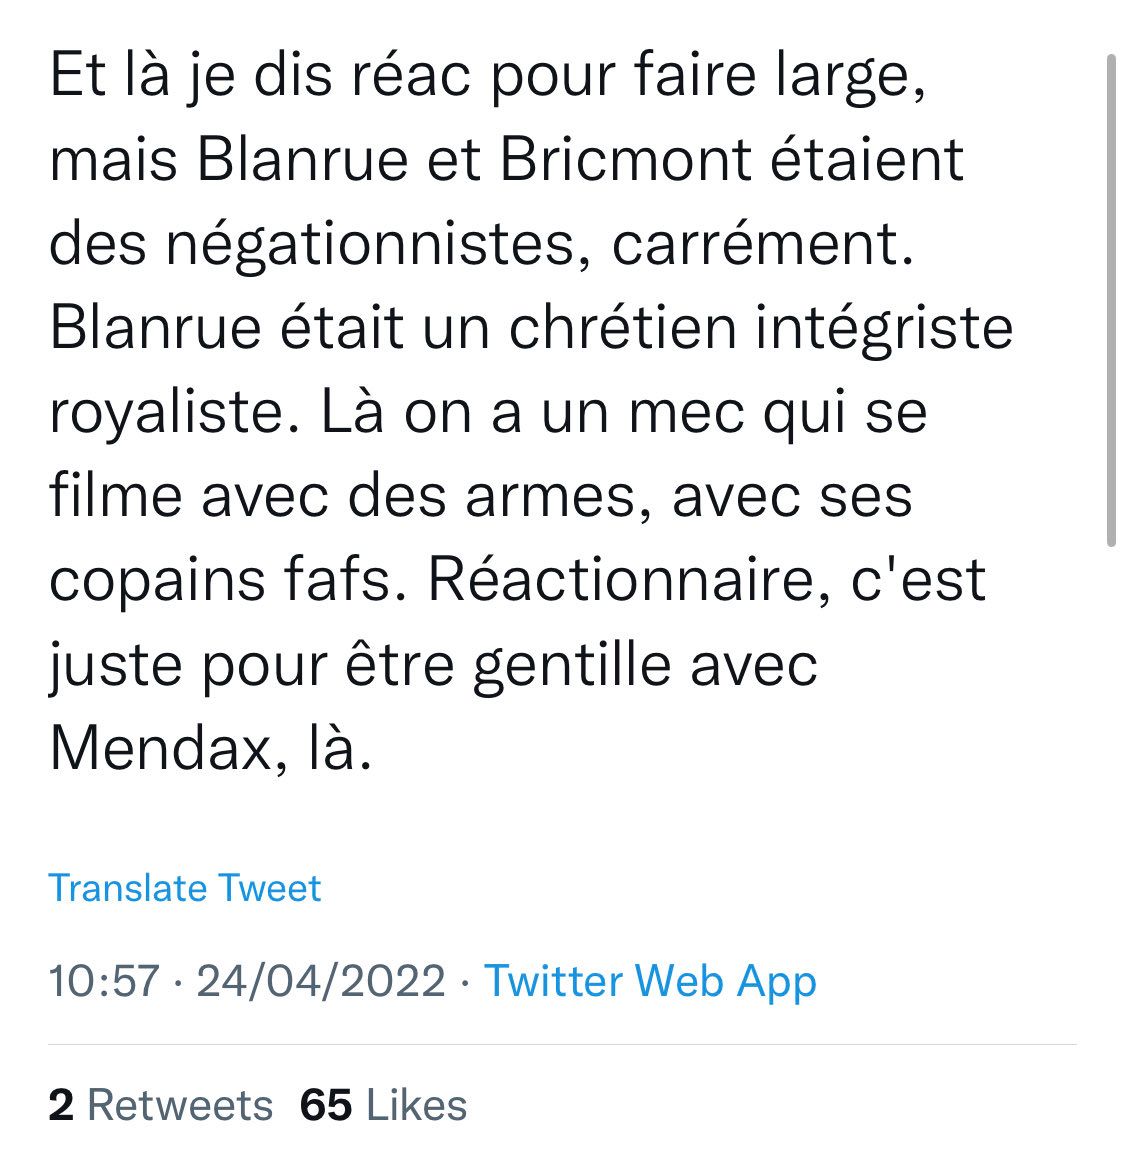 Et là je dis réac pour faire large,
mais Blanrue et Bricmont étaient
des négationnistes, carrément.
Blanrue était un chrétien intégriste
royaliste. Là on a un mec qui se
filme avec des armes, avec ses
copains fafs. Réactionnaire, c'est
juste pour être gentille avec
Mendax, là.
Translate Tweet
10:57 · 24/04/2022 · Twitter Web App
2 Retweets 65 Likes